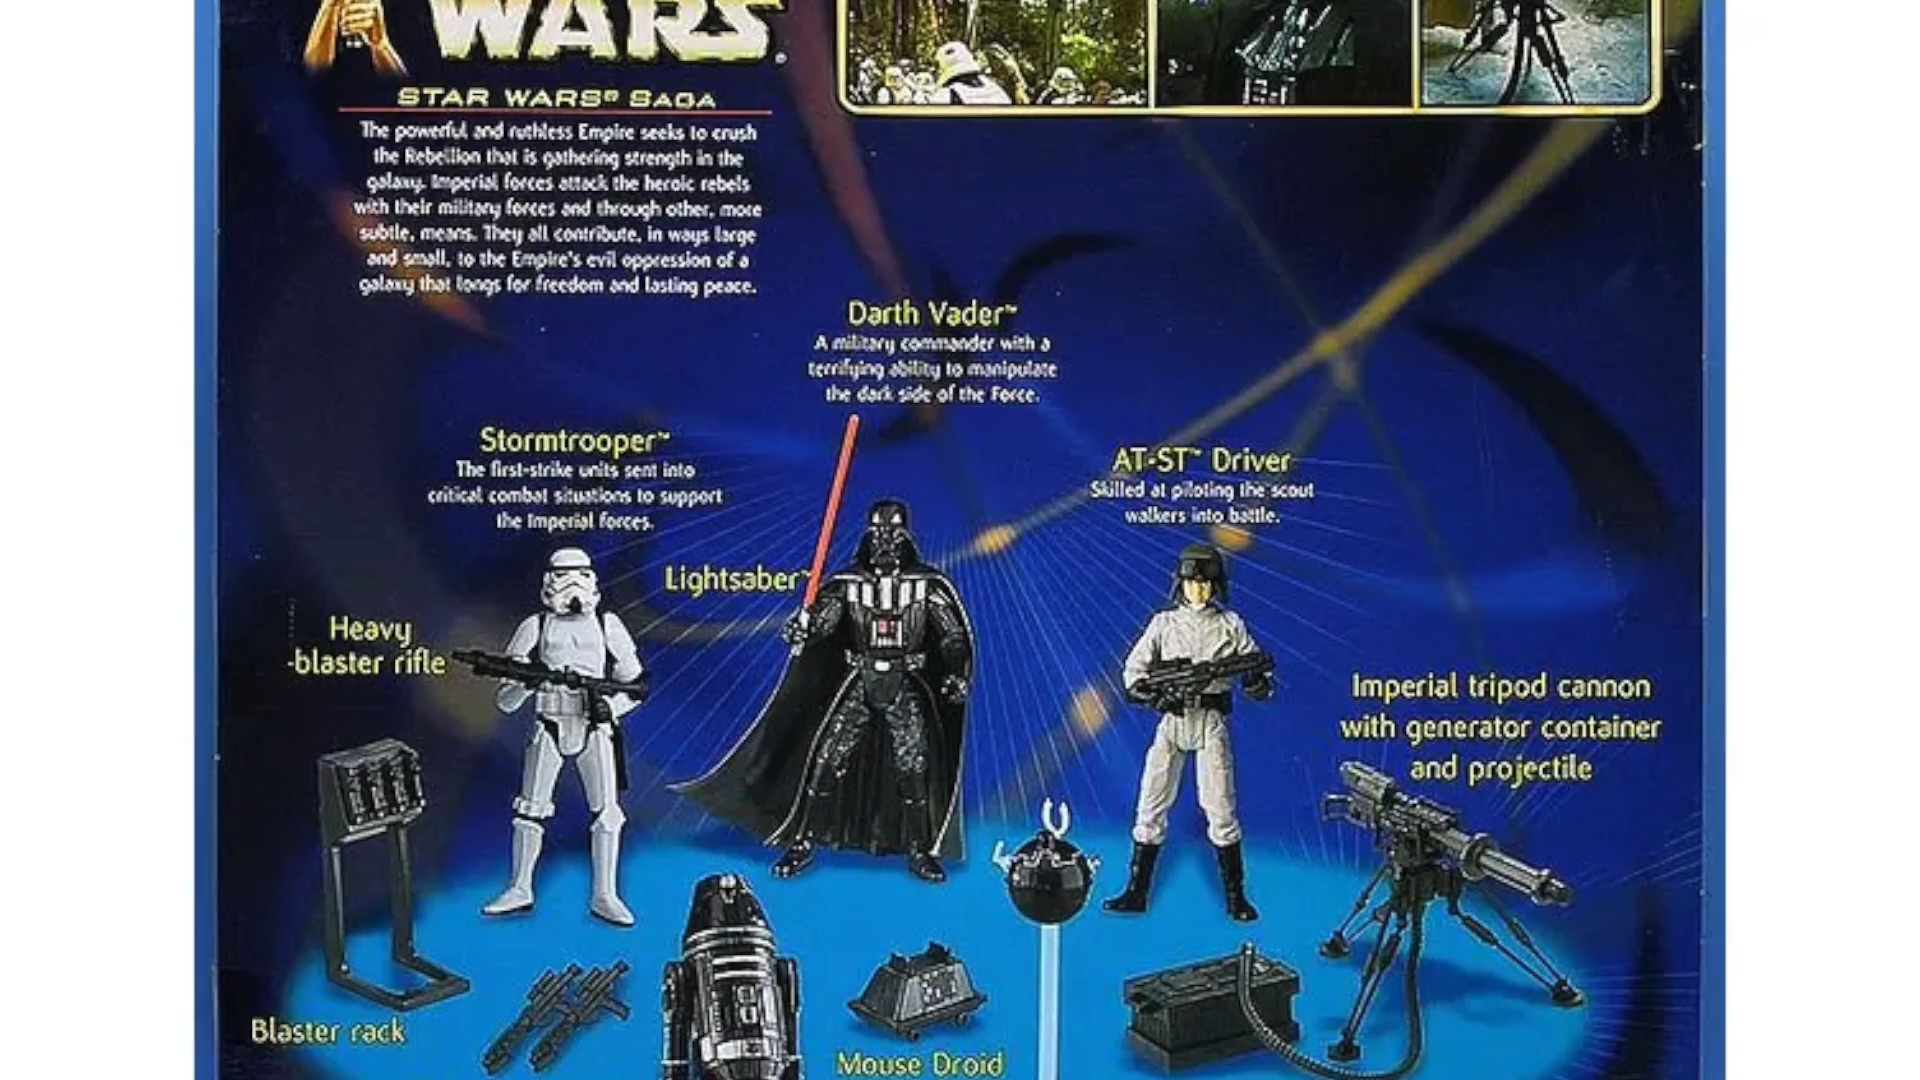 WARS
STAR WARS® SAGA
The powerful and ruthless Empire seeks to crush
the Rebellion that is gathering strength in the
galaxy. Imperial forces attack the heroic rebels
with their military forces and through other, more
subtle, means. They all contribute, in ways large
and small, to the Empire's evil oppression of a
galaxy that longs for freedom and lasting peace.
Darth Vader™
A military commander with a
terrifying ability to manipulate
the dark side of the Force.
Stormtrooper™
The first-strike units sent into
critical combat situations to support
the Imperial forces.
AT-ST™ Driver
Skilled at piloting the scout
walkers into battle.
Lightsaber™
Heavy
-blaster rifle
Imperial tripod cannon
with generator container
and projectile
Blaster rack
Mouse Droid